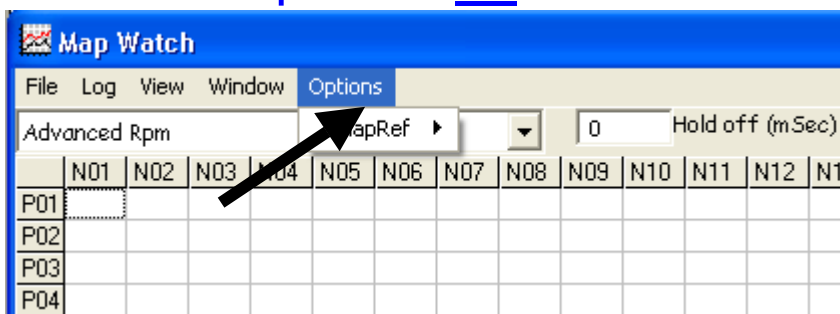 Map Watch
File Log View Window Options
Advanced Rpm 0 Hold off (mSec)
N01 N02 N03 N04 N05 N06 N07 N08 N09 N10 N11 N12
P01
P02
P03
P04